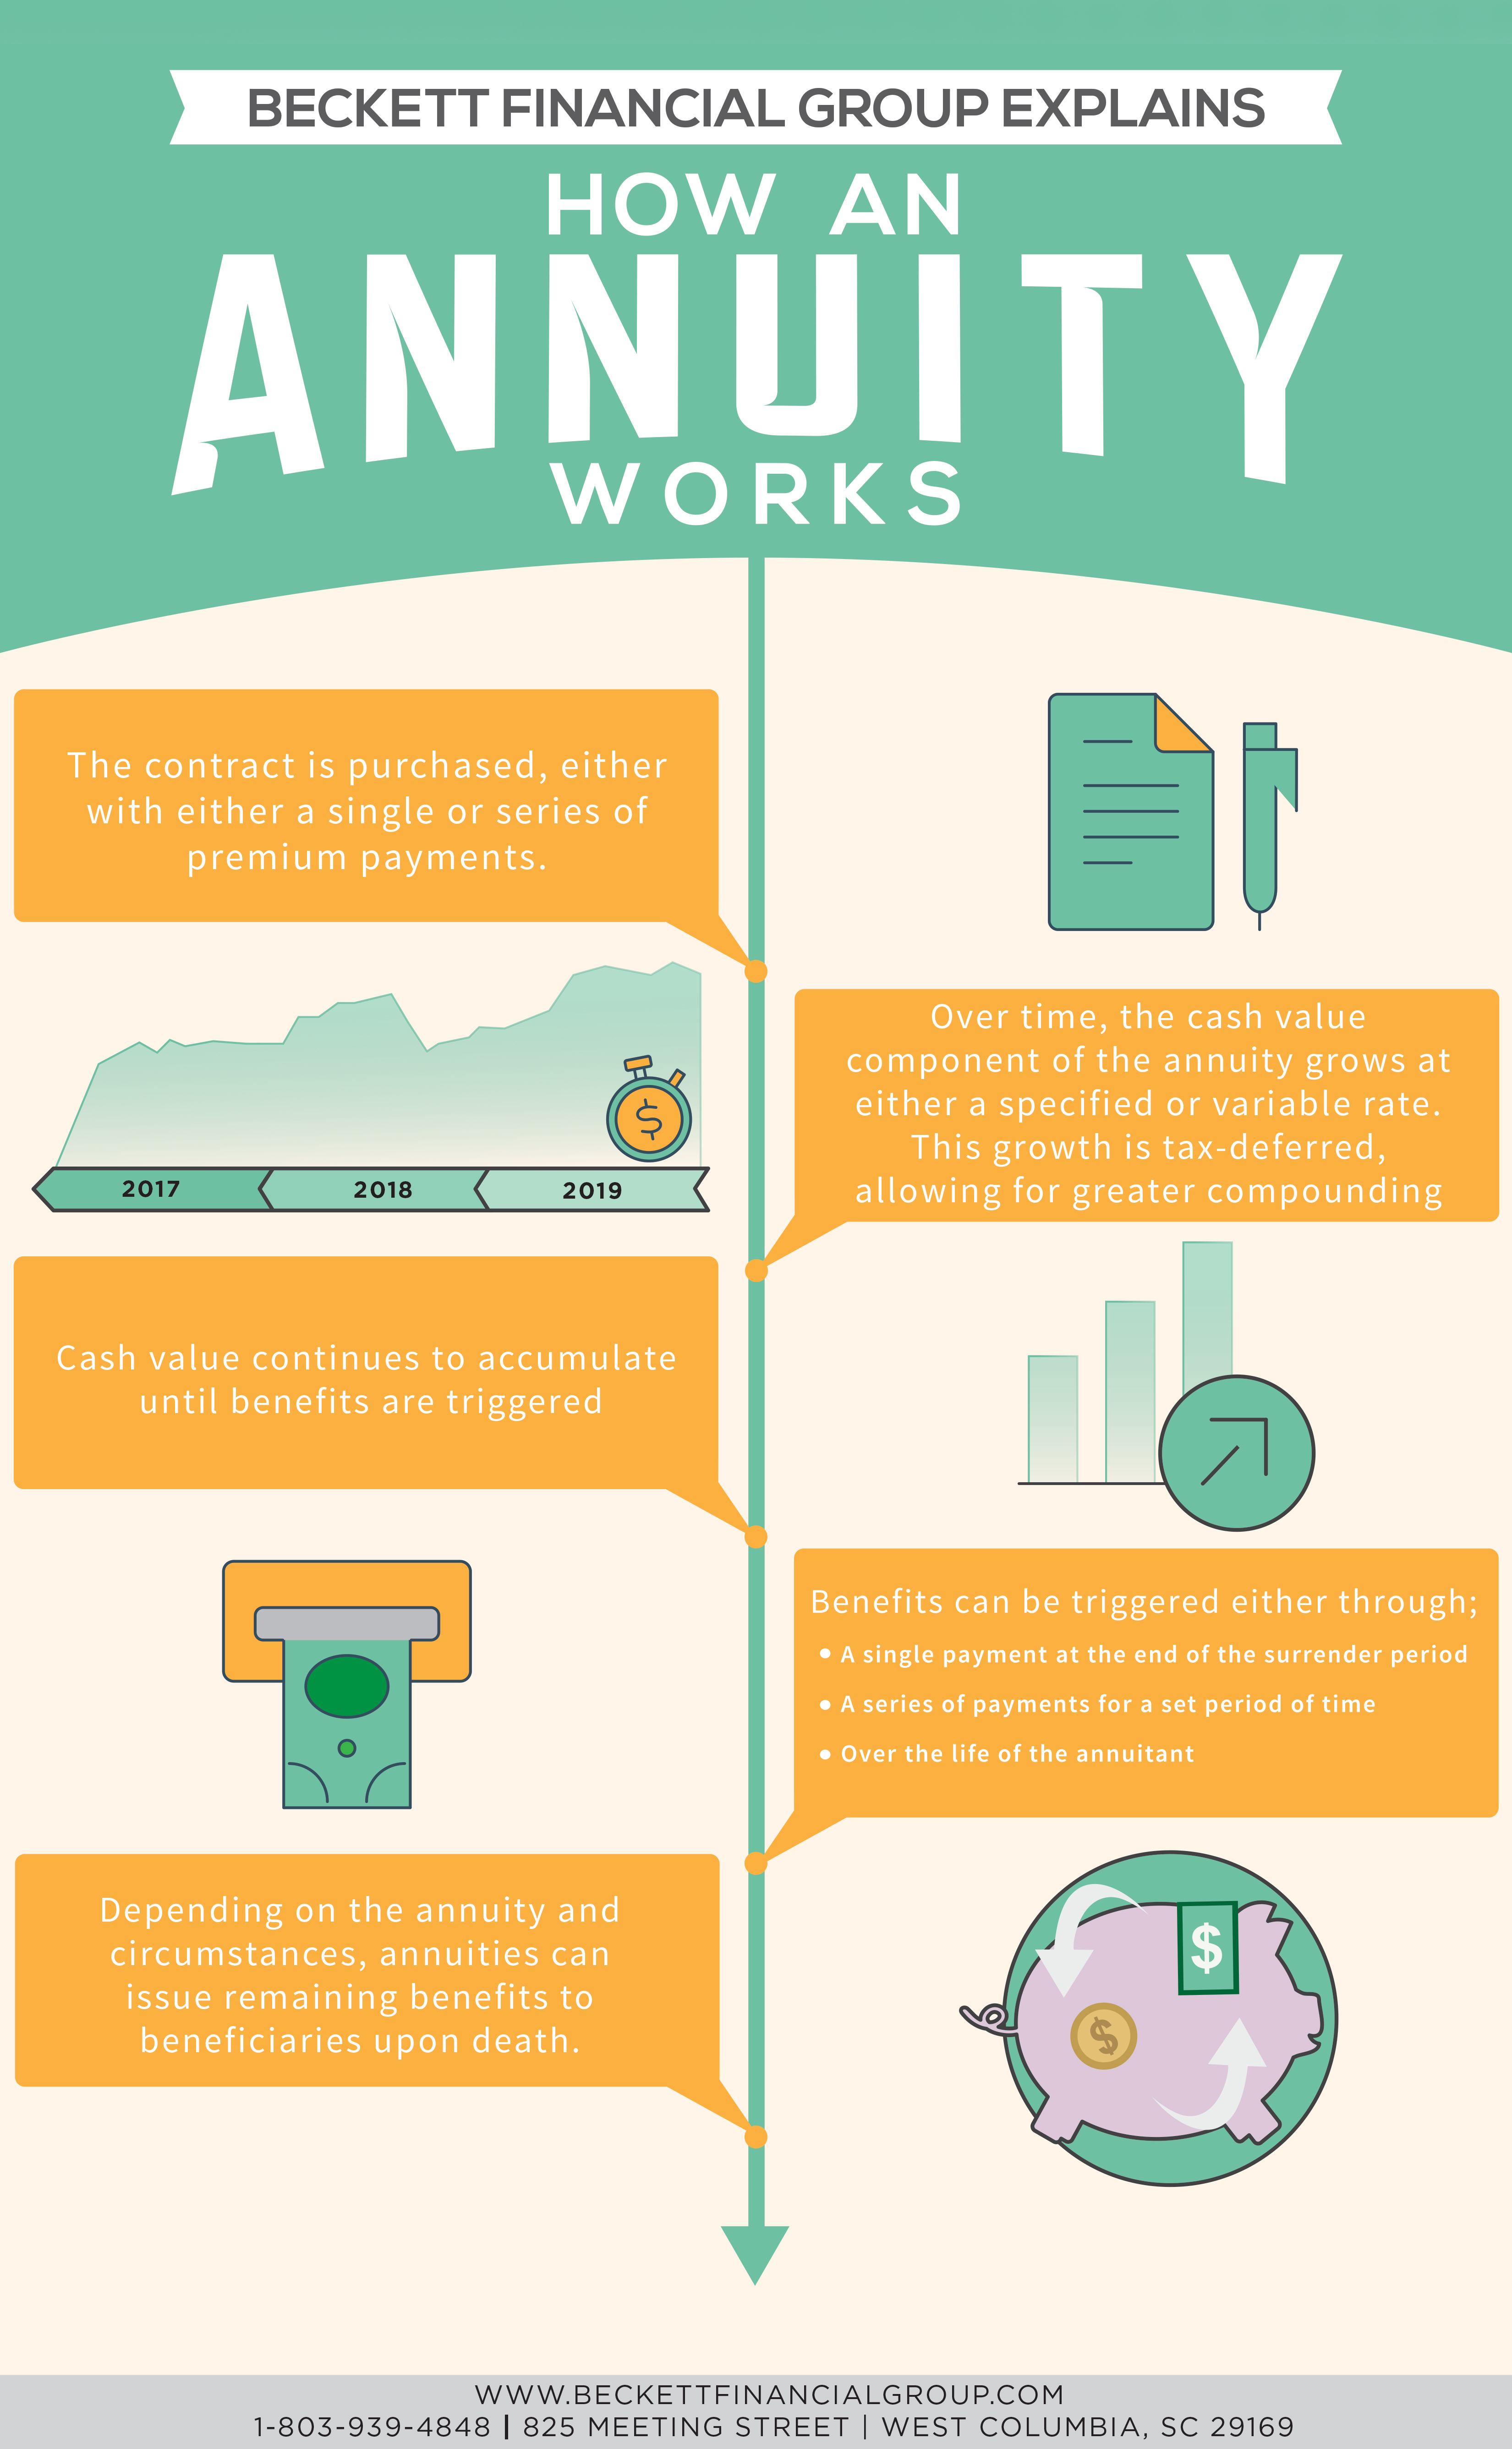 BECKETT FINANCIAL GROUP EXPLAINS
HOW AN
ANNUITY
WORKS
The contract is purchased, either
with either a single or series of
premium payments.
2017 2018 2019
$
Over time, the cash value
component of the annuity grows at
either a specified or variable rate.
This growth is tax-deferred,
allowing for greater compounding
Cash value continues to accumulate
until benefits are triggered
Benefits can be triggered either through;
• A single payment at the end of the surrender period
• A series of payments for a set period of time
• Over the life of the annuitant
Depending on the annuity and
circumstances, annuities can
issue remaining benefits to
beneficiaries upon death.
$
$
WWW.BECKETTFINANCIALGROUP.COM
1-803-939-4848 | 825 MEETING STREET | WEST COLUMBIA, SC 29169